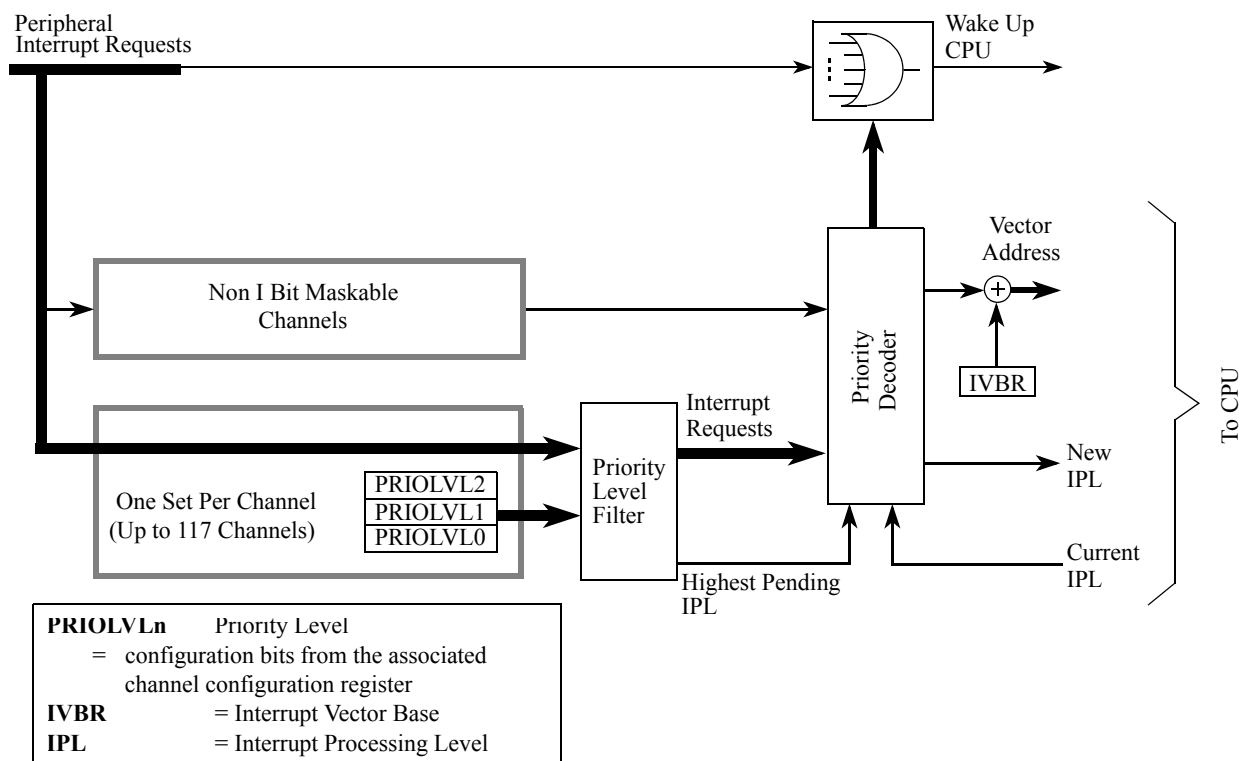 Peripheral
Interrupt Requests
Wake Up
CPU
Non I Bit Maskable
Channels
Priority
Decoder
Vector
Address
+
IVBR
To CPU
Interrupt
Requests
One Set Per Channel
(Up to 117 Channels)
PRIOLVL2
PRIOLVL1
PRIOLVL0
Priority
Level
Filter
New
IPL
Highest Pending
IPL
Current
IPL
PRIOLVLn Priority Level
= configuration bits from the associated
channel configuration register
IVBR = Interrupt Vector Base
IPL = Interrupt Processing Level